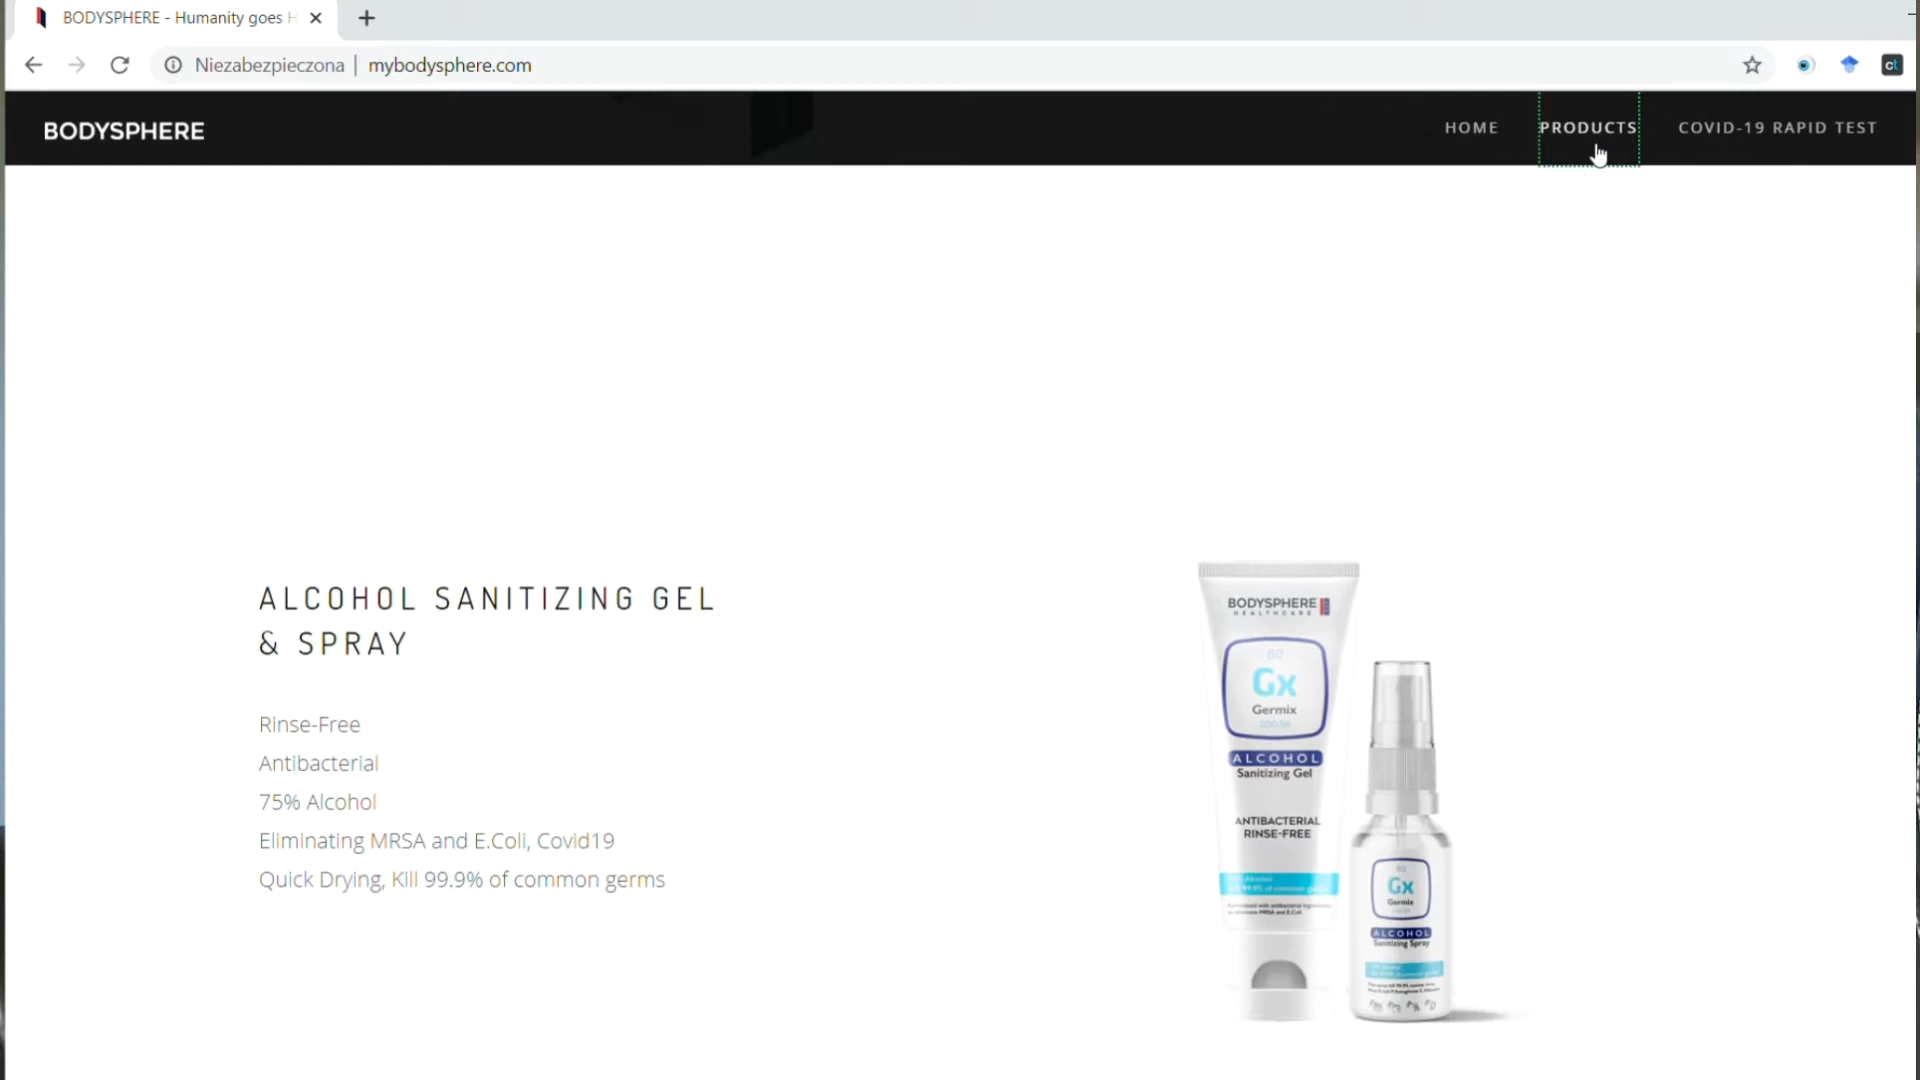 BODYSPHERE - Humanity goes H
Niezabezpieczona | mybodysphere.com
ct
BODYSPHERE
HOME
PRODUCTS
COVID-19 RAPID TEST
ALCOHOL SANITIZING GEL
& SPRAY
Rinse-Free
Antibacterial
75% Alcohol
Eliminating MRSA and E.Coli, Covid19
Quick Drying, Kill 99.9% of common germs
BODYSPHERE
HEALTHCARE
80
Gx
Germix
ALCOHOL
Sanitizing Gel
ANTIBACTERIAL
RINSE-FREE
Gx
Germix
ALCOHOL
Sanitizing Spray